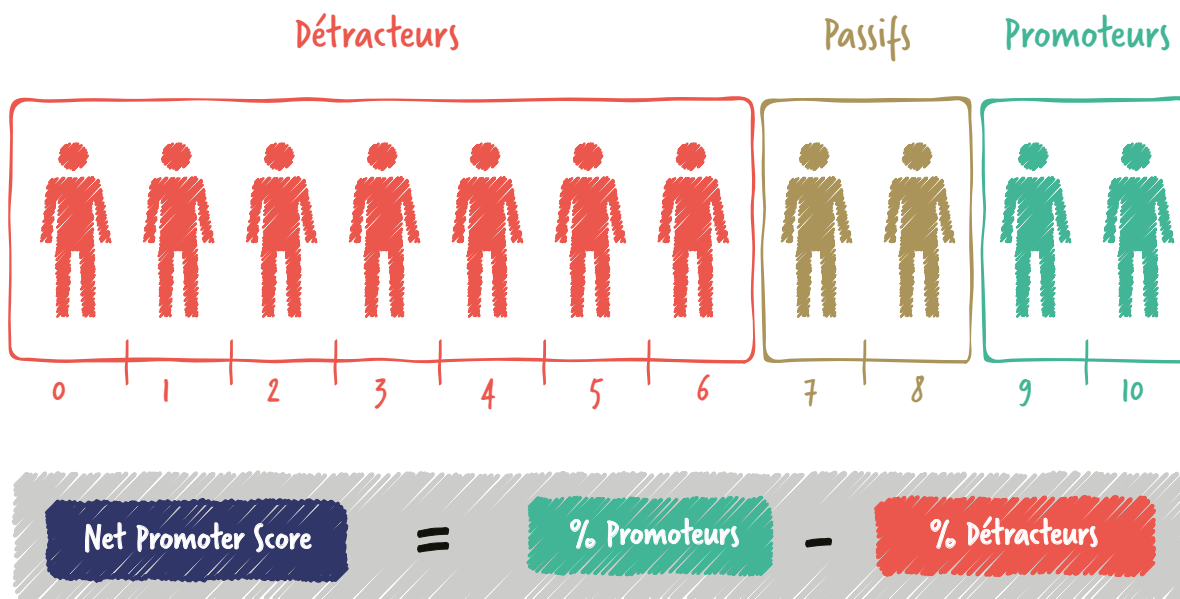 Détracteurs Passifs Promoteurs
0 1 2 3 4 5 6 7 8 9 10
Net Promoter Score = % Promoteurs - % Détracteurs